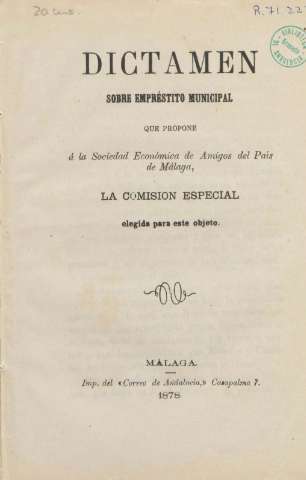 R.71.22
DICTAMEN
SOBRE EMPRÉSTITO MUNICIPAL
QUE PROPONE
á la Sociedad Económica de Amigos del País
de Málaga,
LA COMISION ESPECIAL
elegida para este objeto.
MÁLAGA.
Imp. del «Correo de Andalucía,» Casapalma 7.
1878